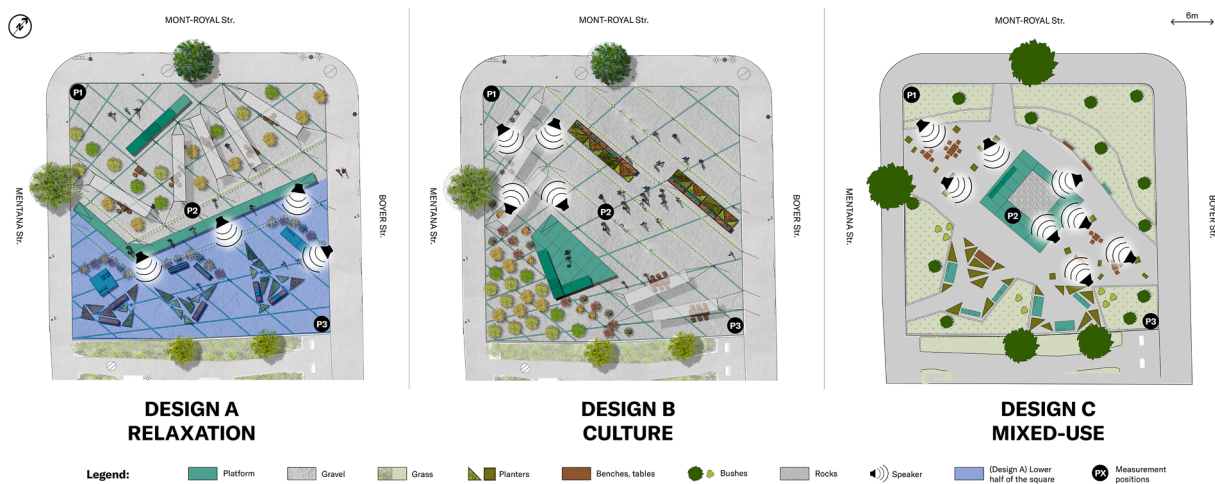 N
MONT-ROYAL Str.
MONT-ROYAL Str.
MONT-ROYAL Str.
6m
P1
P2
P3
MENTANA Str.
BOYER Str.
P1
P2
P3
MENTANA Str.
BOYER Str.
P1
P2
P3
MENTANA Str.
BOYER Str.
DESIGN A
RELAXATION
DESIGN B
CULTURE
DESIGN C
MIXED-USE
Legend:
Platform
Gravel
Grass
Planters
Benches, tables
Bushes
Rocks
Speaker
(Design A) Lower
half of the square
PX
Measurement
positions